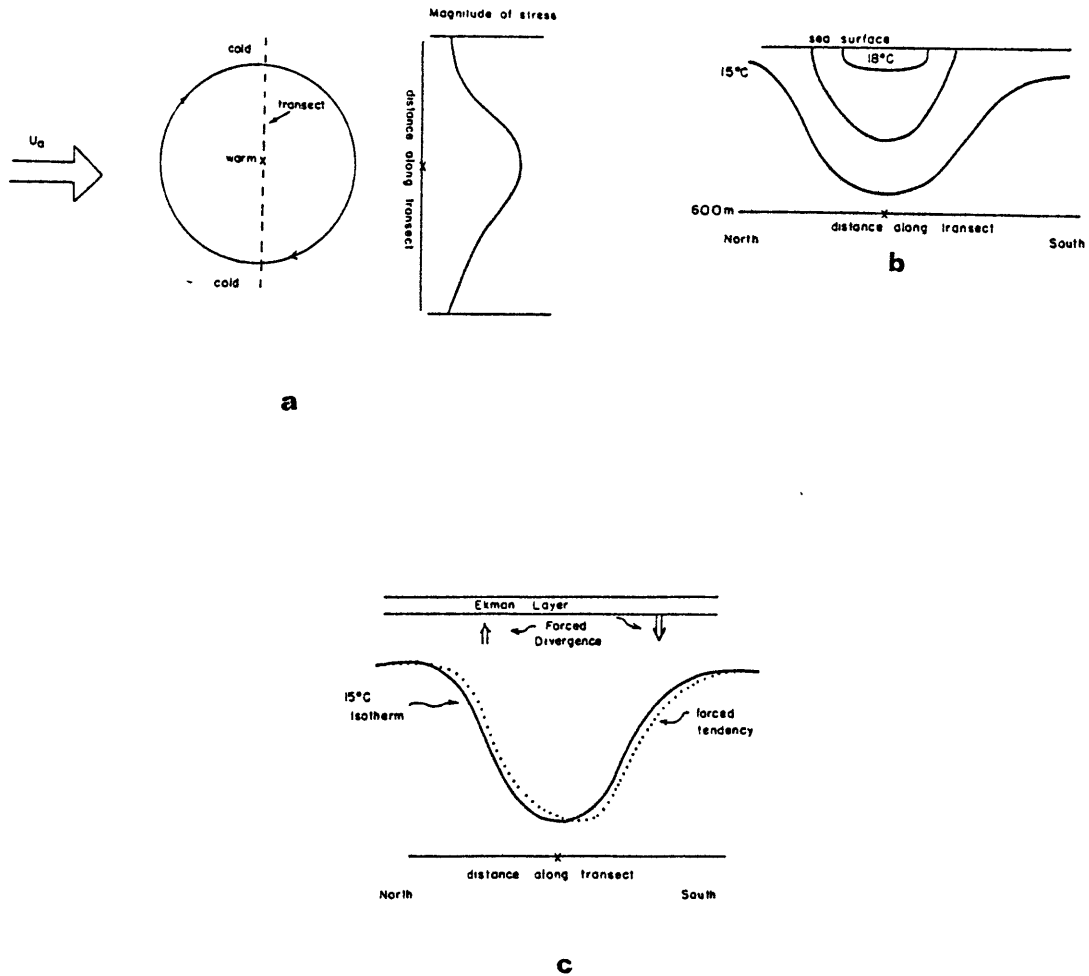 Magnitude of stress
cold
transect
Ua
warm
distance along transect
cold
a
sea surface
18°C
15°C
600m
distance along transect
North
South
b
Ekman Layer
Forced
Divergence
15°C
Isotherm
forced
tendency
distance along transect
North
South
c